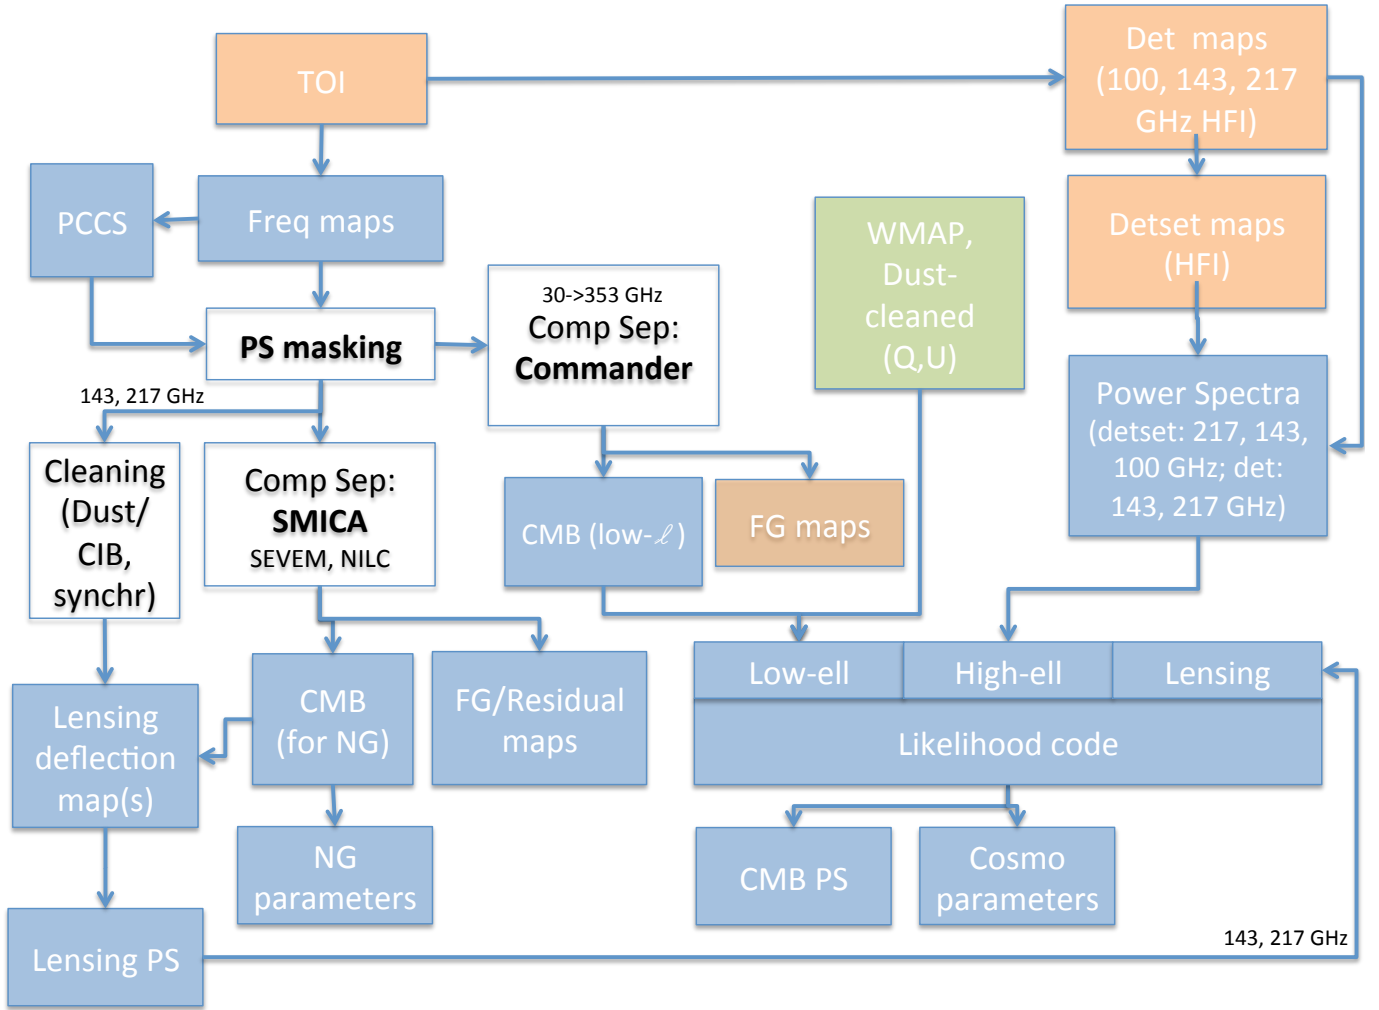 TOI
Det maps
(100, 143, 217
GHz HFI)
PCCS
Freq maps
WMAP,
Dust-
cleaned
(Q,U)
Detset maps
(HFI)
30->353 GHz
Comp Sep:
Commander
PS masking
143, 217 GHz
Power Spectra
(detset: 217, 143,
100 GHz; det:
143, 217 GHz)
Cleaning
(Dust/
CIB,
synchr)
Comp Sep:
SMICA
SEVEM, NILC
CMB (low-ℓ)
FG maps
Lensing
deflection
map(s)
CMB
(for NG)
FG/Residual
maps
Low-ell
High-ell
Lensing
Likelihood code
NG
parameters
CMB PS
Cosmo
parameters
Lensing PS
143, 217 GHz